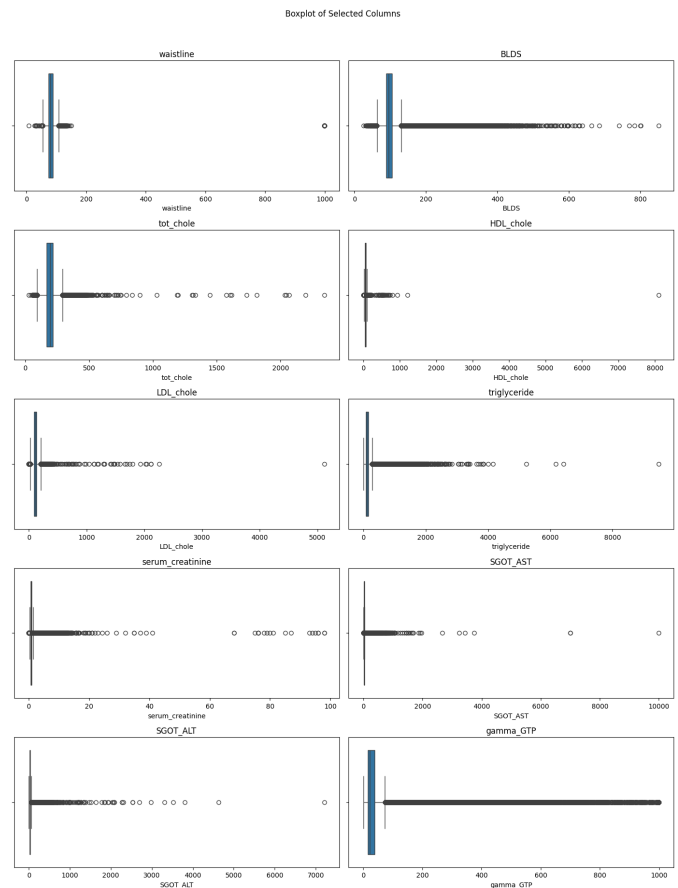 Boxplot of Selected Columns
waistline
0 200 400 600 800 1000
waistline
BLDS
0 200 400 600 800
BLDS
tot_chole
0 500 1000 1500 2000
tot_chole
HDL_chole
0 1000 2000 3000 4000 5000 6000 7000 8000
HDL_chole
LDL_chole
0 1000 2000 3000 4000 5000
LDL_chole
triglyceride
0 2000 4000 6000 8000
triglyceride
serum_creatinine
0 20 40 60 80 100
serum_creatinine
SGOT_AST
0 2000 4000 6000 8000 10000
SGOT_AST
SGOT_ALT
0 1000 2000 3000 4000 5000 6000 7000
SGOT_ALT
gamma_GTP
0 200 400 600 800 1000
gamma_GTP